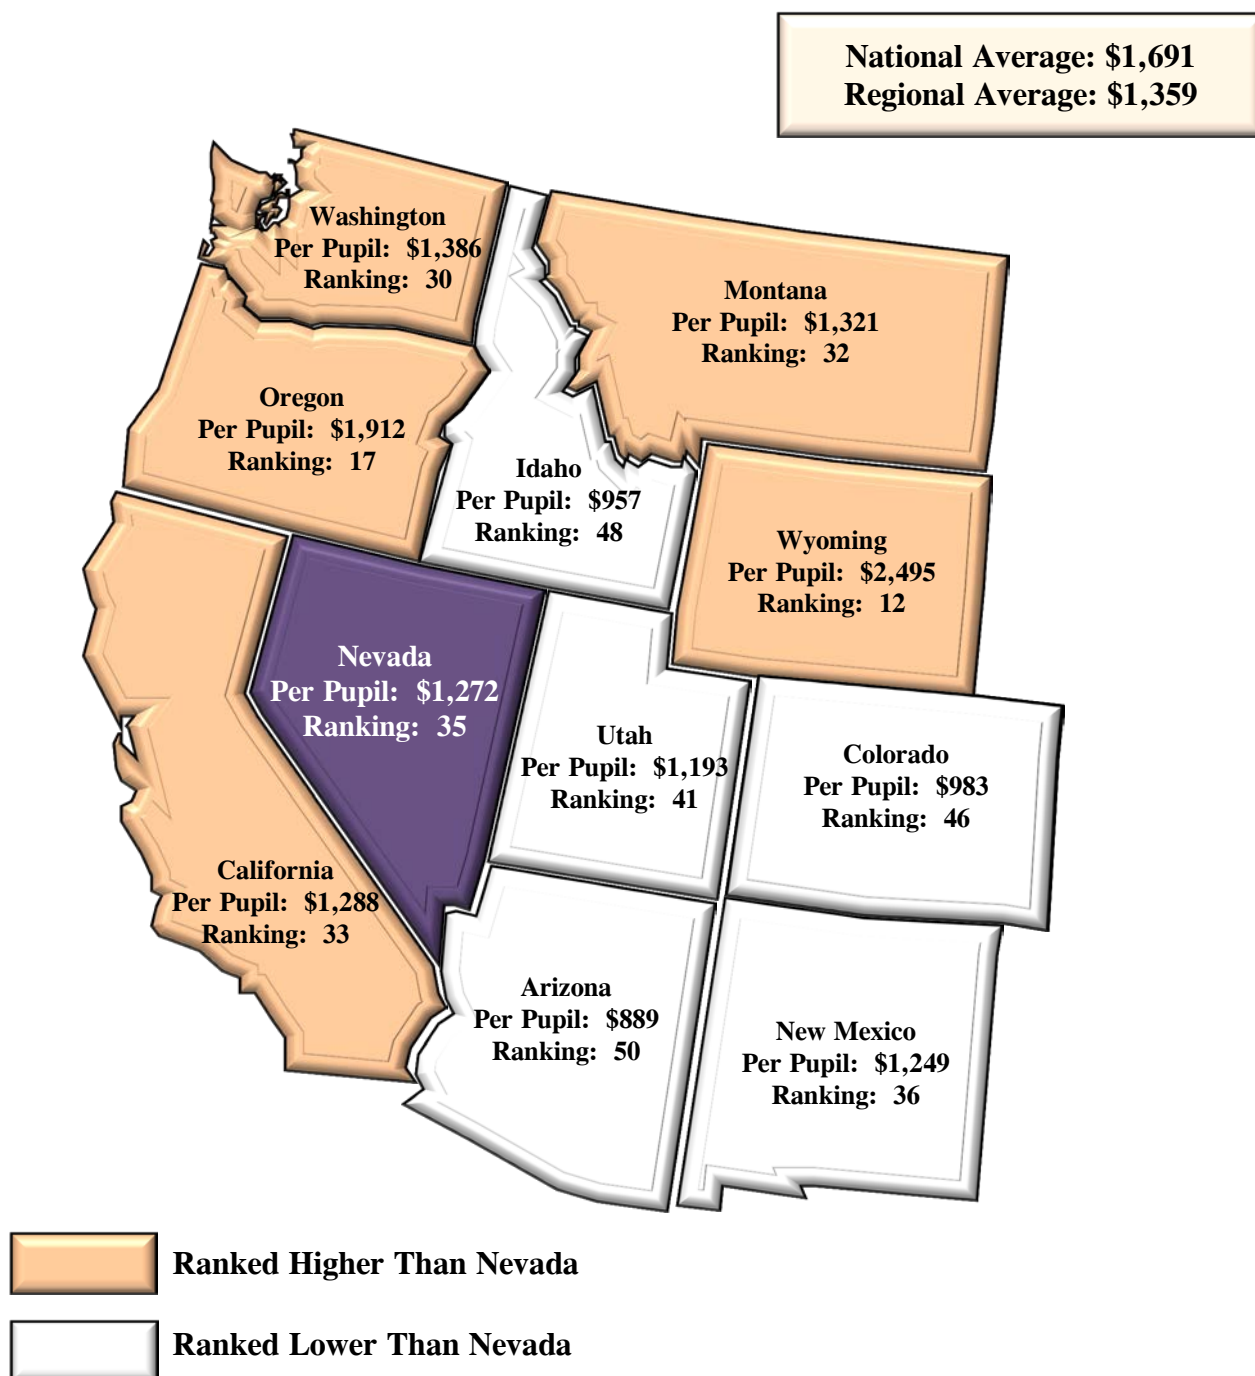 National Average: $1,691
Regional Average: $1,359
Washington
Per Pupil: $1,386
Ranking: 30
Montana
Per Pupil: $1,321
Ranking: 32
Oregon
Per Pupil: $1,912
Ranking: 17
Idaho
Per Pupil: $957
Ranking: 48
Wyoming
Per Pupil: $2,495
Ranking: 12
Nevada
Per Pupil: $1,272
Ranking: 35
Utah
Per Pupil: $1,193
Ranking: 41
Colorado
Per Pupil: $983
Ranking: 46
California
Per Pupil: $1,288
Ranking: 33
Arizona
Per Pupil: $889
Ranking: 50
New Mexico
Per Pupil: $1,249
Ranking: 36
Ranked Higher Than Nevada
Ranked Lower Than Nevada